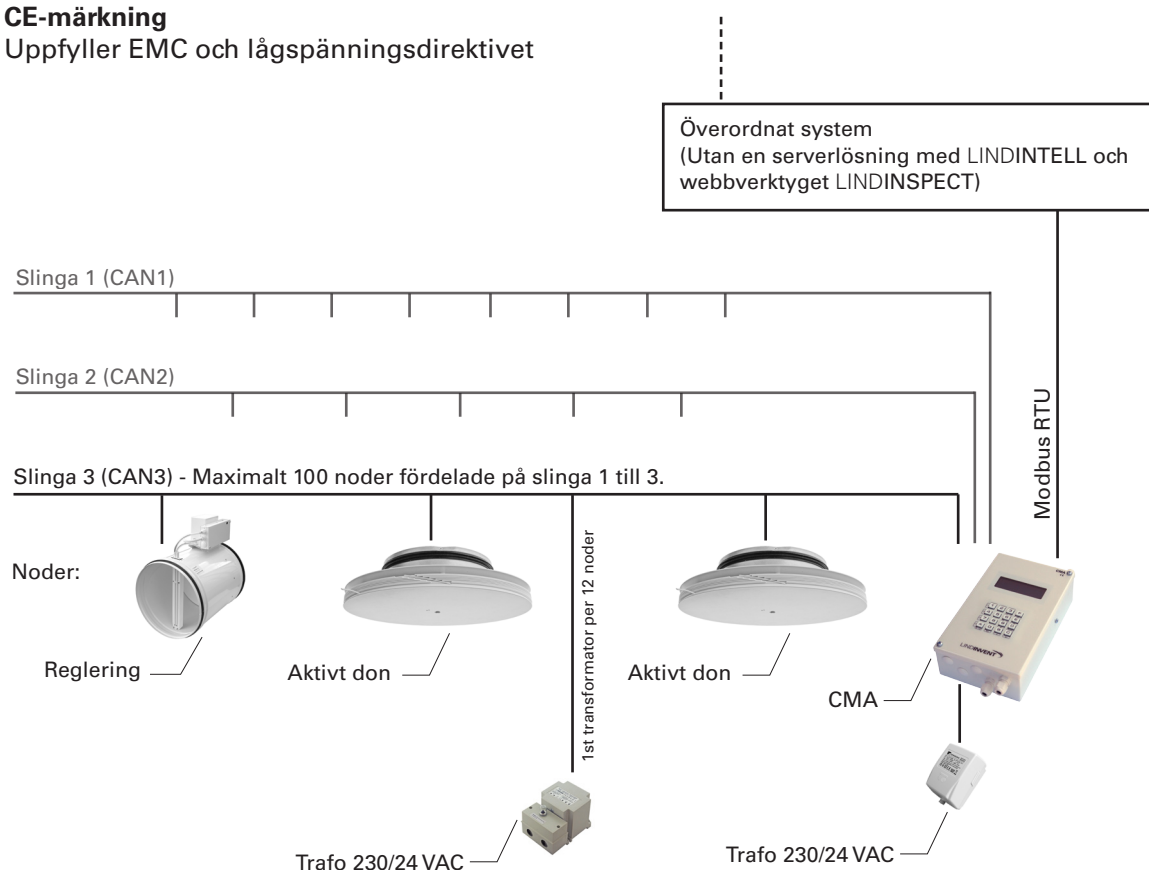 CE-märkning
Uppfyller EMC och lågspänningsdirektivet
Överordnat system
(Utan en serverlösning med LINDINTELL och
webbverktyget LINDINSPECT)
Slinga 1 (CAN1)
Slinga 2 (CAN2)
Modbus RTU
Slinga 3 (CAN3) - Maximalt 100 noder fördelade på slinga 1 till 3.
1st transformator per 12 noder
Noder:
LINDINVENT
Reglering
Aktivt don
Aktivt don
CMA
Trafo 230/24 VAC
Trafo 230/24 VAC